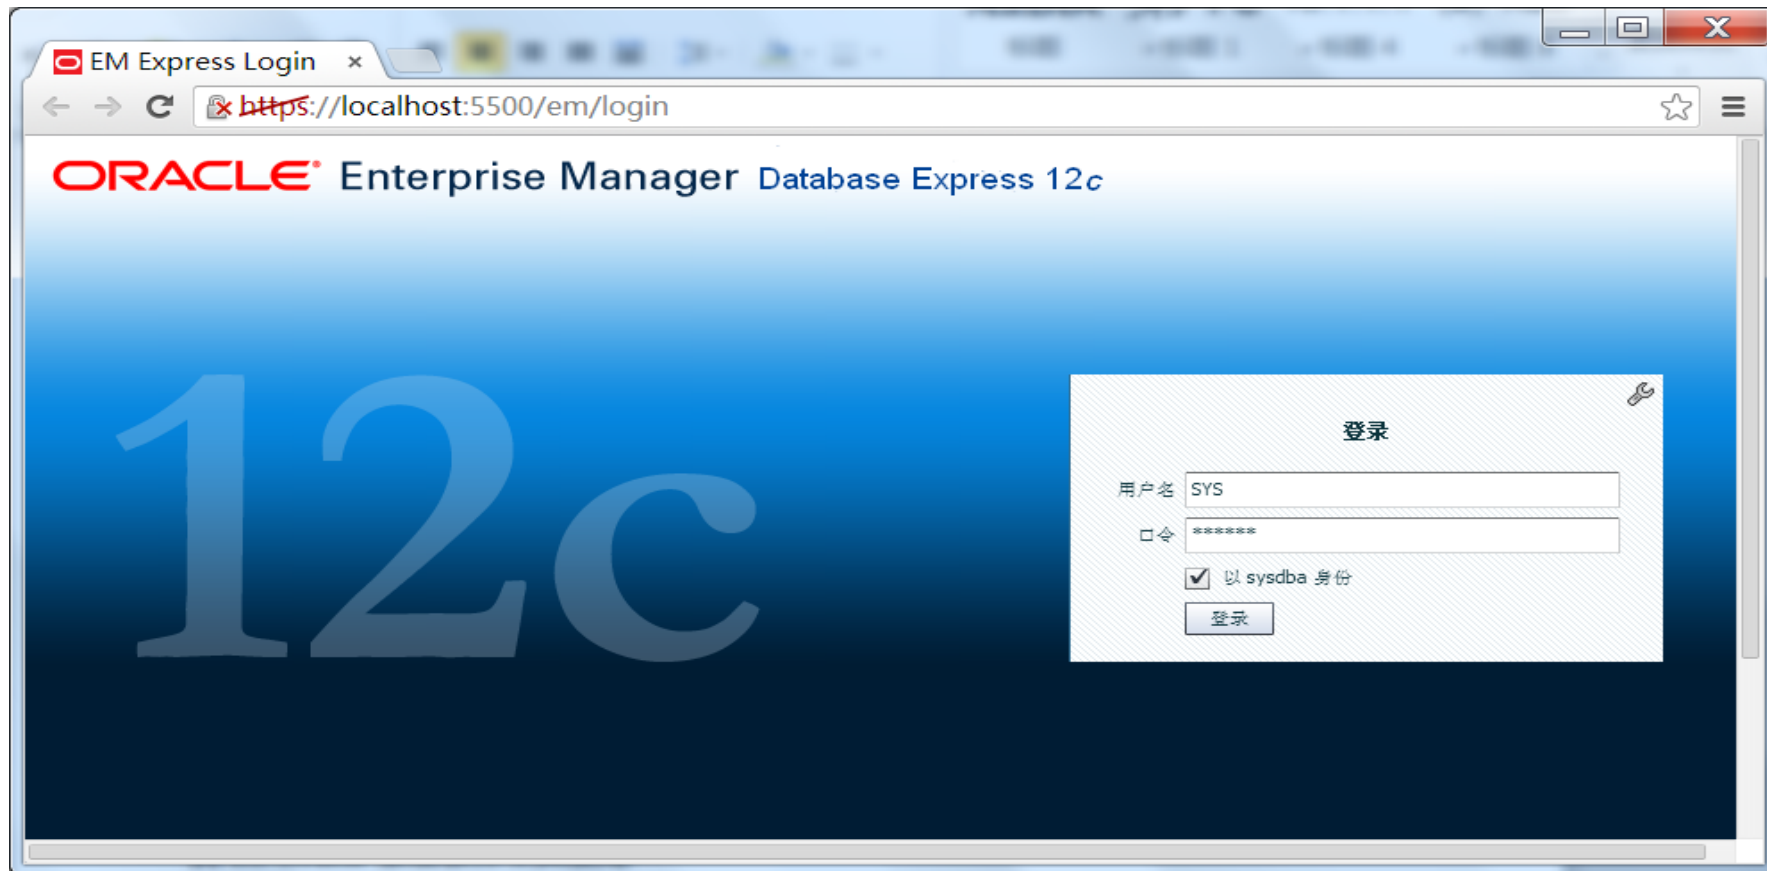 EM Express Login
https://localhost:5500/em/login
ORACLE Enterprise Manager Database Express 12c
12c
登录
用户名 SYS
口令 ******
以 sysdba 身份
登录